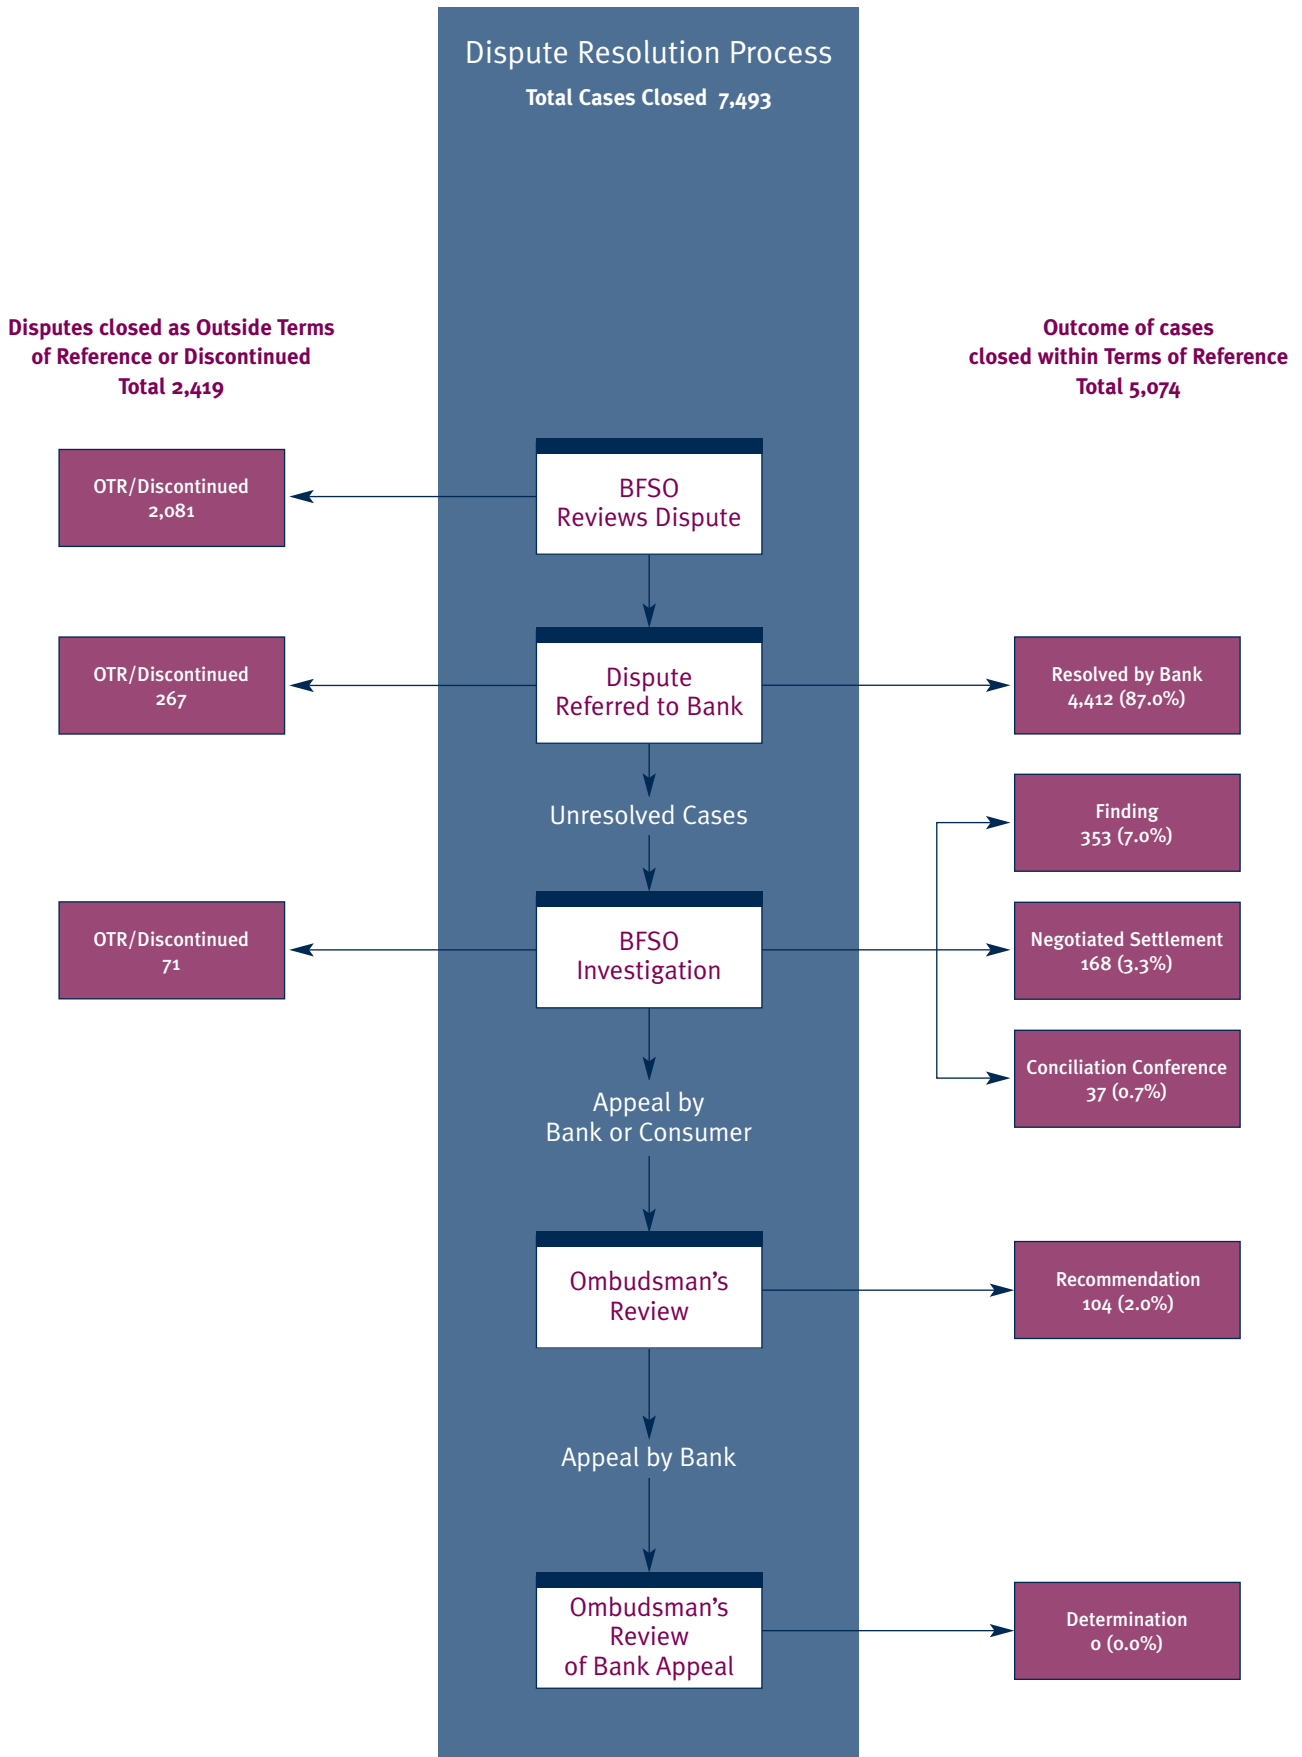 Dispute Resolution Process
Total Cases Closed 7,493
Disputes closed as Outside Terms
of Reference or Discontinued
Total 2,419
Outcome of cases
closed within Terms of Reference
Total 5,074
OTR/Discontinued
2,081
BFSO
Reviews Dispute
OTR/Discontinued
267
Dispute
Referred to Bank
Resolved by Bank
4,412 (87.0%)
Unresolved Cases
Finding
353 (7.0%)
OTR/Discontinued
71
BFSO
Investigation
Negotiated Settlement
168 (3.3%)
Conciliation Conference
37 (0.7%)
Appeal by
Bank or Consumer
Ombudsman’s
Review
Recommendation
104 (2.0%)
Appeal by Bank
Ombudsman’s
Review
of Bank Appeal
Determination
0 (0.0%)